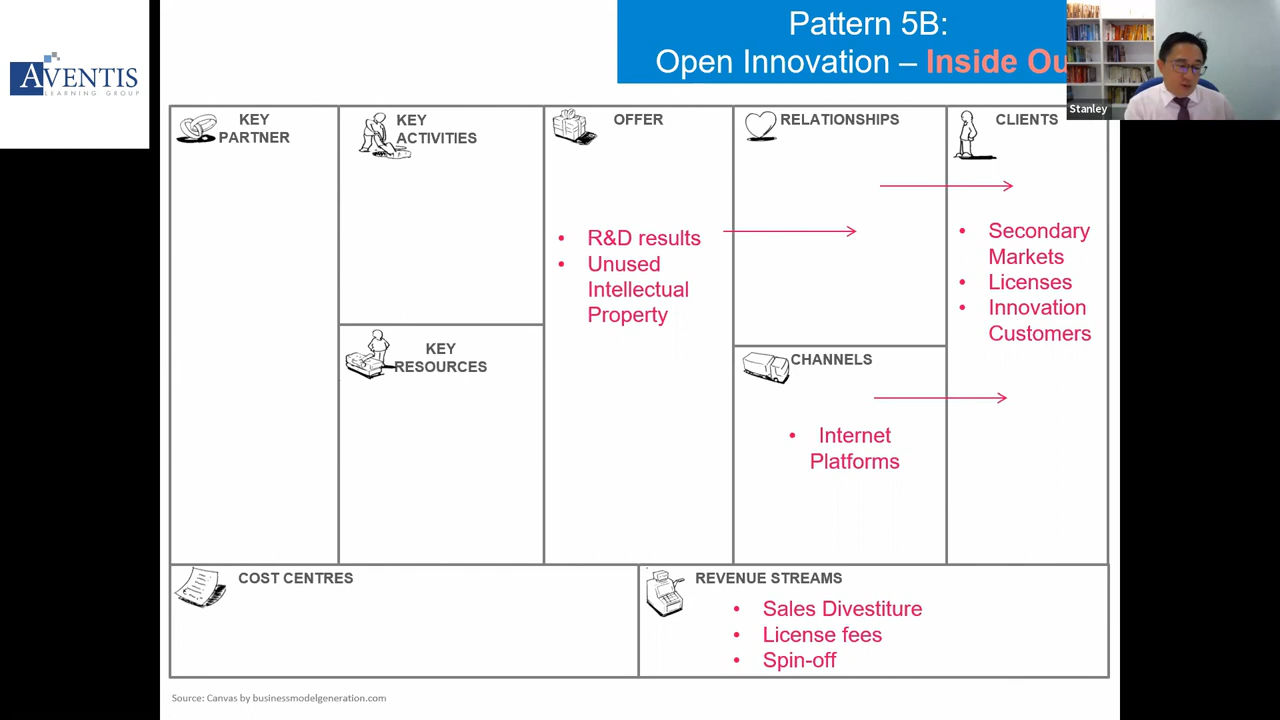 AVENTIS
LEARNING GROUP
Pattern 5B:
Open Innovation – Inside Ou
Stanley
KEY
PARTNER
KEY
ACTIVITIES
OFFER
RELATIONSHIPS
CLIENTS
• R&D results
• Unused
Intellectual
Property
• Secondary
Markets
• Licenses
• Innovation
Customers
KEY
RESOURCES
CHANNELS
• Internet
Platforms
COST CENTRES
REVENUE STREAMS
• Sales Divestiture
• License fees
• Spin-off
Source: Canvas by businessmodelgeneration.com